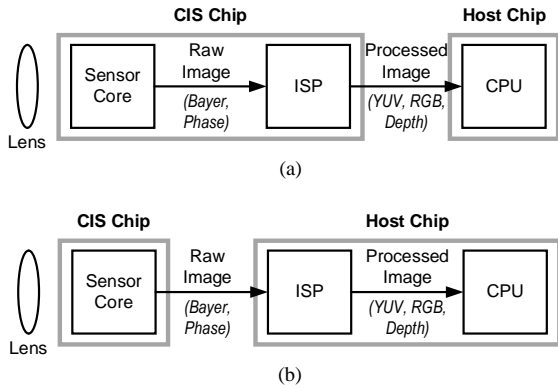 CIS Chip
Host Chip
Lens
Sensor
Core
Raw
Image
(Bayer,
Phase)
ISP
Processed
Image
(YUV, RGB,
Depth)
CPU
(a)
CIS Chip
Host Chip
Lens
Sensor
Core
Raw
Image
(Bayer,
Phase)
ISP
Processed
Image
(YUV, RGB,
Depth)
CPU
(b)